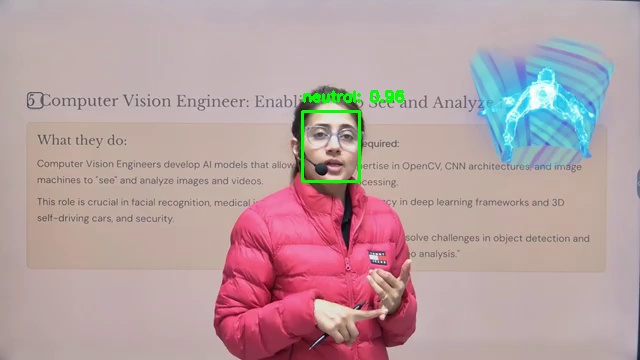 5 Computer Vision Engineer: Enabl See and Analyze
neutral: 0.96
What they do:
Computer Vision Engineers develop AI models that allow
machines to "see" and analyze images and videos.
This role is crucial in facial recognition, medical
self-driving cars, and security.
equired:
pertise in OpenCV, CNN architectures, and image
cessing.
ncy in deep learning frameworks and 3D
solve challenges in object detection and
o analysis."